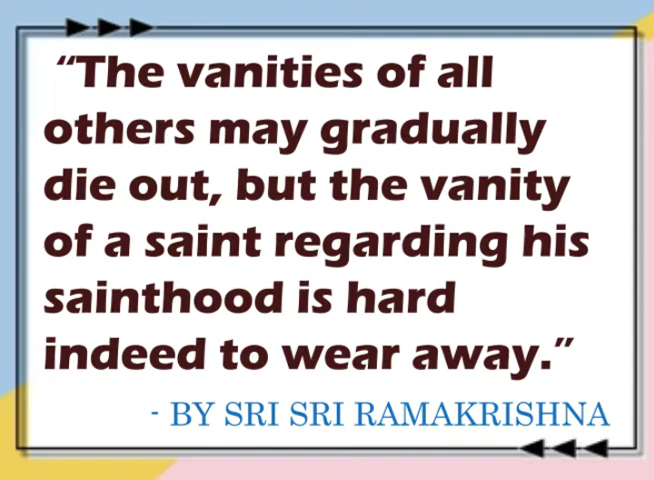 “The vanities of all
others may gradually
die out, but the vanity
of a saint regarding his
sainthood is hard
indeed to wear away.”
- BY SRI SRI RAMAKRISHNA